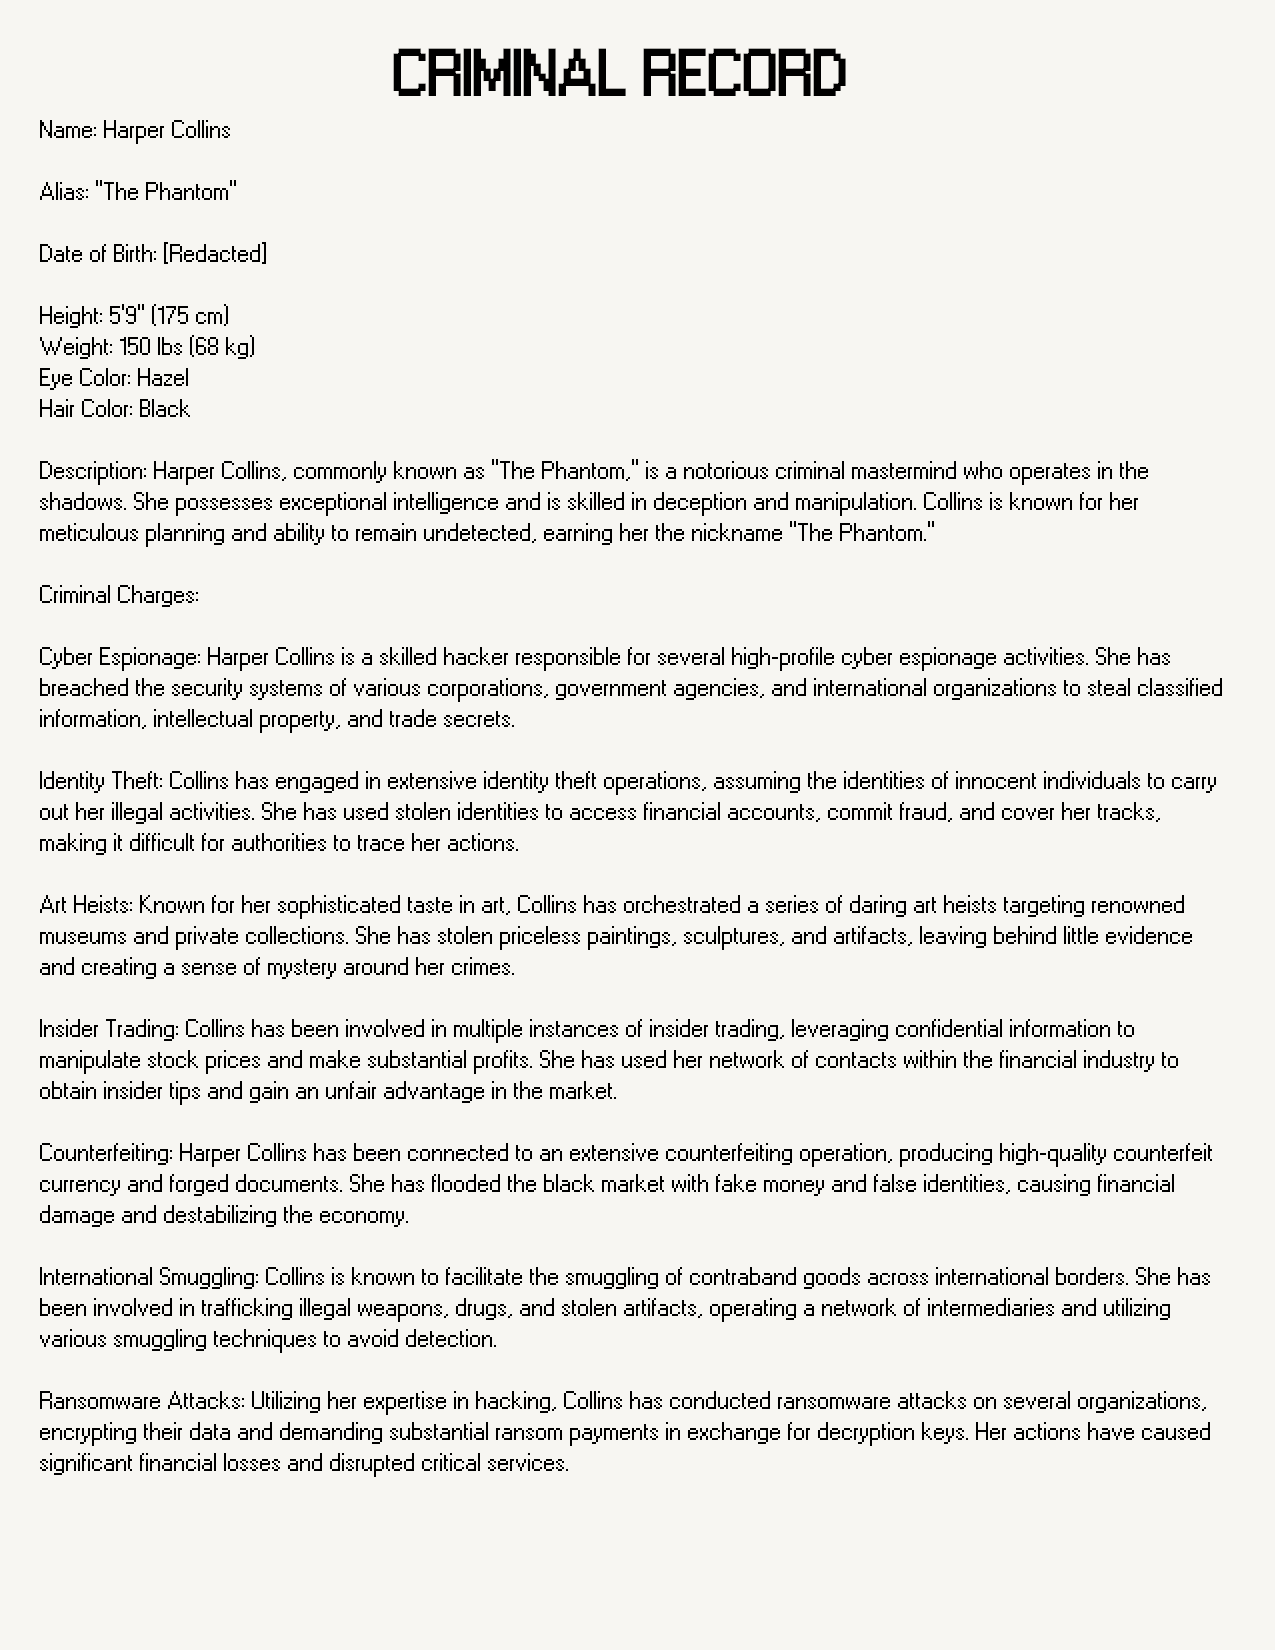 CRIMINAL RECORD
Name: Harper Collins
Alias: "The Phantom"
Date of Birth: [Redacted]
Height: 5'9" (175 cm)
Weight: 150 lbs (68 kg)
Eye Color: Hazel
Hair Color: Black
Description: Harper Collins, commonly known as "The Phantom," is a notorious criminal mastermind who operates in the
shadows. She possesses exceptional intelligence and is skilled in deception and manipulation. Collins is known for her
meticulous planning and ability to remain undetected, earning her the nickname "The Phantom."
Criminal Charges:
Cyber Espionage: Harper Collins is a skilled hacker responsible for several high-profile cyber espionage activities. She has
breached the security systems of various corporations, government agencies, and international organizations to steal classified
information, intellectual property, and trade secrets.
Identity Theft: Collins has engaged in extensive identity theft operations, assuming the identities of innocent individuals to carry
out her illegal activities. She has used stolen identities to access financial accounts, commit fraud, and cover her tracks,
making it difficult for authorities to trace her actions.
Art Heists: Known for her sophisticated taste in art, Collins has orchestrated a series of daring art heists targeting renowned
museums and private collections. She has stolen priceless paintings, sculptures, and artifacts, leaving behind little evidence
and creating a sense of mystery around her crimes.
Insider Trading: Collins has been involved in multiple instances of insider trading, leveraging confidential information to
manipulate stock prices and make substantial profits. She has used her network of contacts within the financial industry to
obtain insider tips and gain an unfair advantage in the market.
Counterfeiting: Harper Collins has been connected to an extensive counterfeiting operation, producing high-quality counterfeit
currency and forged documents. She has flooded the black market with fake money and false identities, causing financial
damage and destabilizing the economy.
International Smuggling: Collins is known to facilitate the smuggling of contraband goods across international borders. She has
been involved in trafficking illegal weapons, drugs, and stolen artifacts, operating a network of intermediaries and utilizing
various smuggling techniques to avoid detection.
Ransomware Attacks: Utilizing her expertise in hacking, Collins has conducted ransomware attacks on several organizations,
encrypting their data and demanding substantial ransom payments in exchange for decryption keys. Her actions have caused
significant financial losses and disrupted critical services.